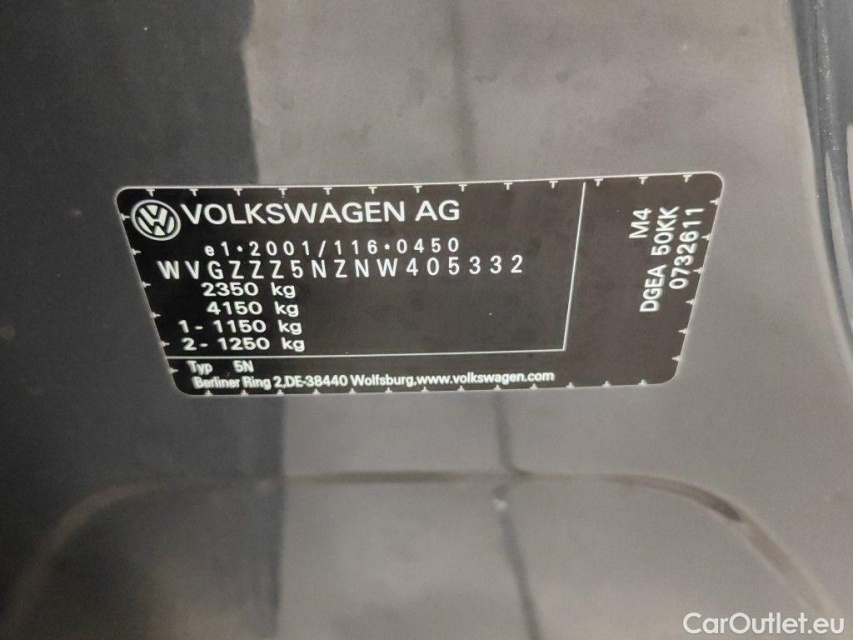 VOLKSWAGEN AG
e1*2001/116*0450
WVGZZZ5NZNW405332
2350 kg
4150 kg
1- 1150 kg
2- 1250 kg
Typ 5N
Berliner Ring 2,DE-38440 Wolfsburg,www.volkswagen.com
M4
DGEA 50KK
0732611
CarOutlet.eu